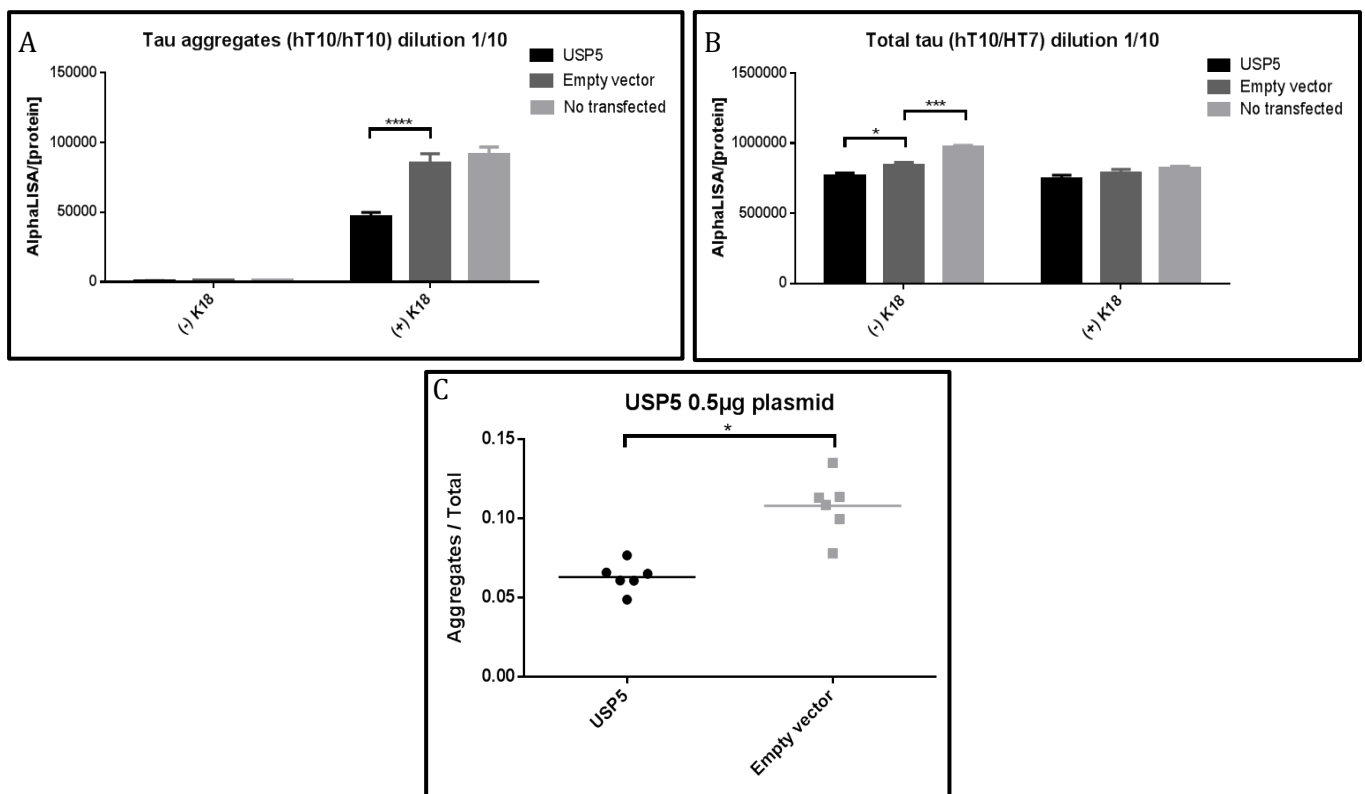 A
Tau aggregates (hT10/hT10) dilution 1/10
USP5
Empty vector
No transfected
150000
100000
50000
0
AlphaLISA/[protein]
****
(-) K18
(+) K18
B
Total tau (hT10/HT7) dilution 1/10
USP5
Empty vector
No transfected
1500000
1000000
500000
0
AlphaLISA/[protein]
*
***
(-) K18
(+) K18
C
USP5 0.5µg plasmid
*
0.15
0.10
0.05
0.00
Aggregates / Total
USP5
Empty vector